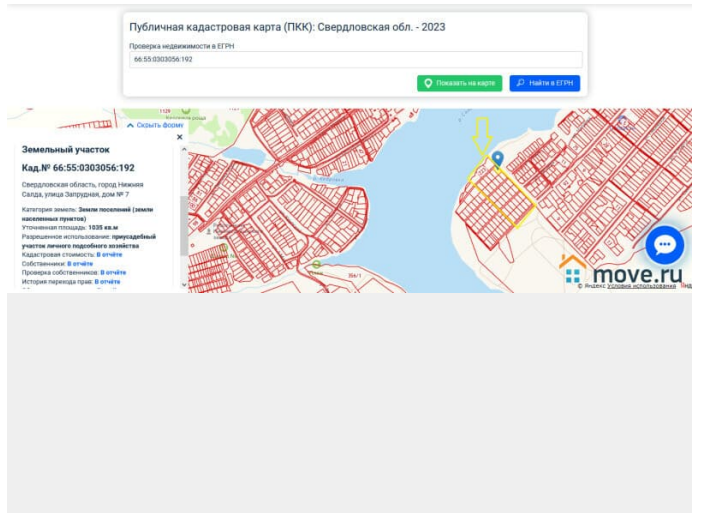 Публичная кадастровая карта (ПКК): Свердловская обл. - 2023
Проверка недвижимости в ЕГРН
66:55:0303056:192
Показать на карте
Найти в ЕГРН
Скрыть форму
Земельный участок
Кад.№ 66:55:0303056:192
Свердловская область, город Нижняя
Салда, улица Запрудная, дом № 7
Категория земель: Земли поселений (земли
населенных пунктов)
Уточненная площадь: 1035 кв.м
Разрешенное использование: приусадебный
участок личного подсобного хозяйства
Кадастровая стоимость: В отчёте
Собственники: В отчёте
Проверка собственников: В отчёте
История перехода прав: В отчёте
354/1
move.ru
© Яндекс Условия использования